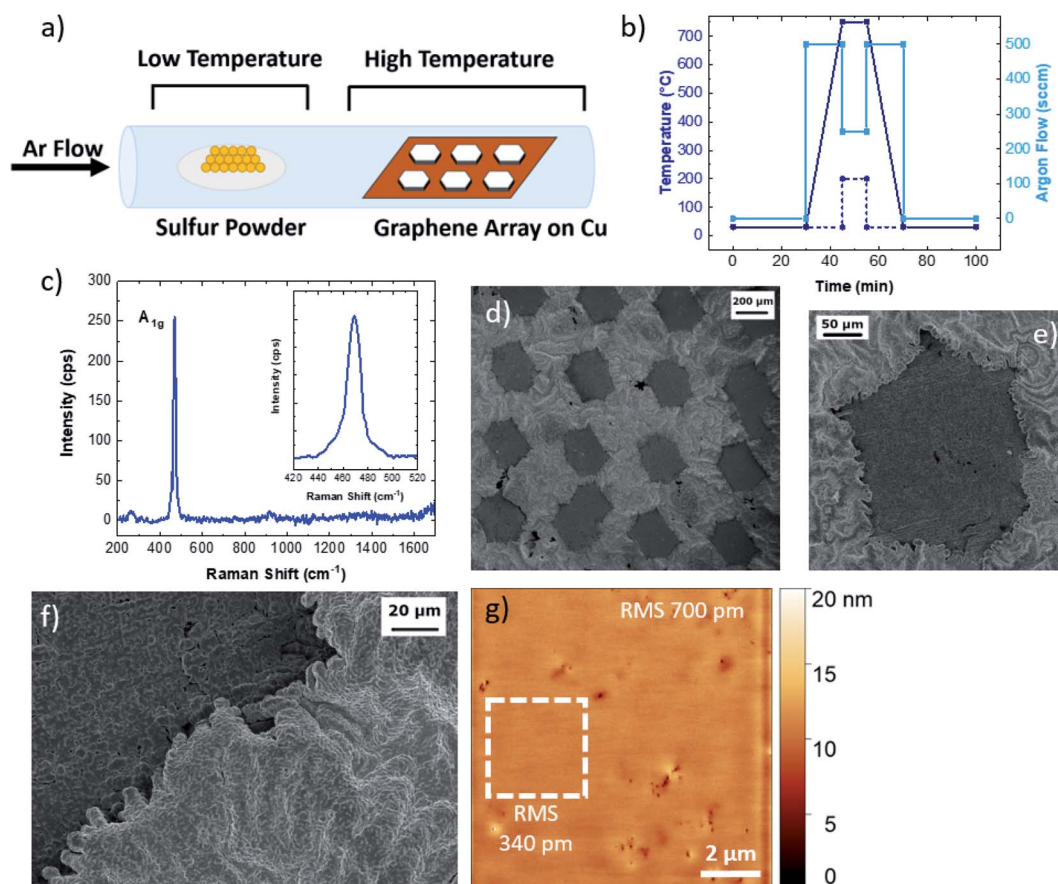 a)
Low Temperature
High Temperature
Ar Flow
Sulfur Powder
Graphene Array on Cu
b)
Temperature (°C)
700
600
500
400
300
200
100
0
0
20
40
60
80
100
Time (min)
500
400
300
200
100
0
Argon Flow (sccm)
c)
Intensity (cps)
300
250
200
150
100
50
25
0
A1g
Intensity (cps)
420
440
460
480
500
520
Raman Shift (cm-1)
200
400
600
800
1000
1200
1400
1600
Raman Shift (cm-1)
d)
200 µm
50 µm
e)
f)
20 µm
g)
RMS 700 pm
RMS
340 pm
2 µm
20 nm
15
10
5
0